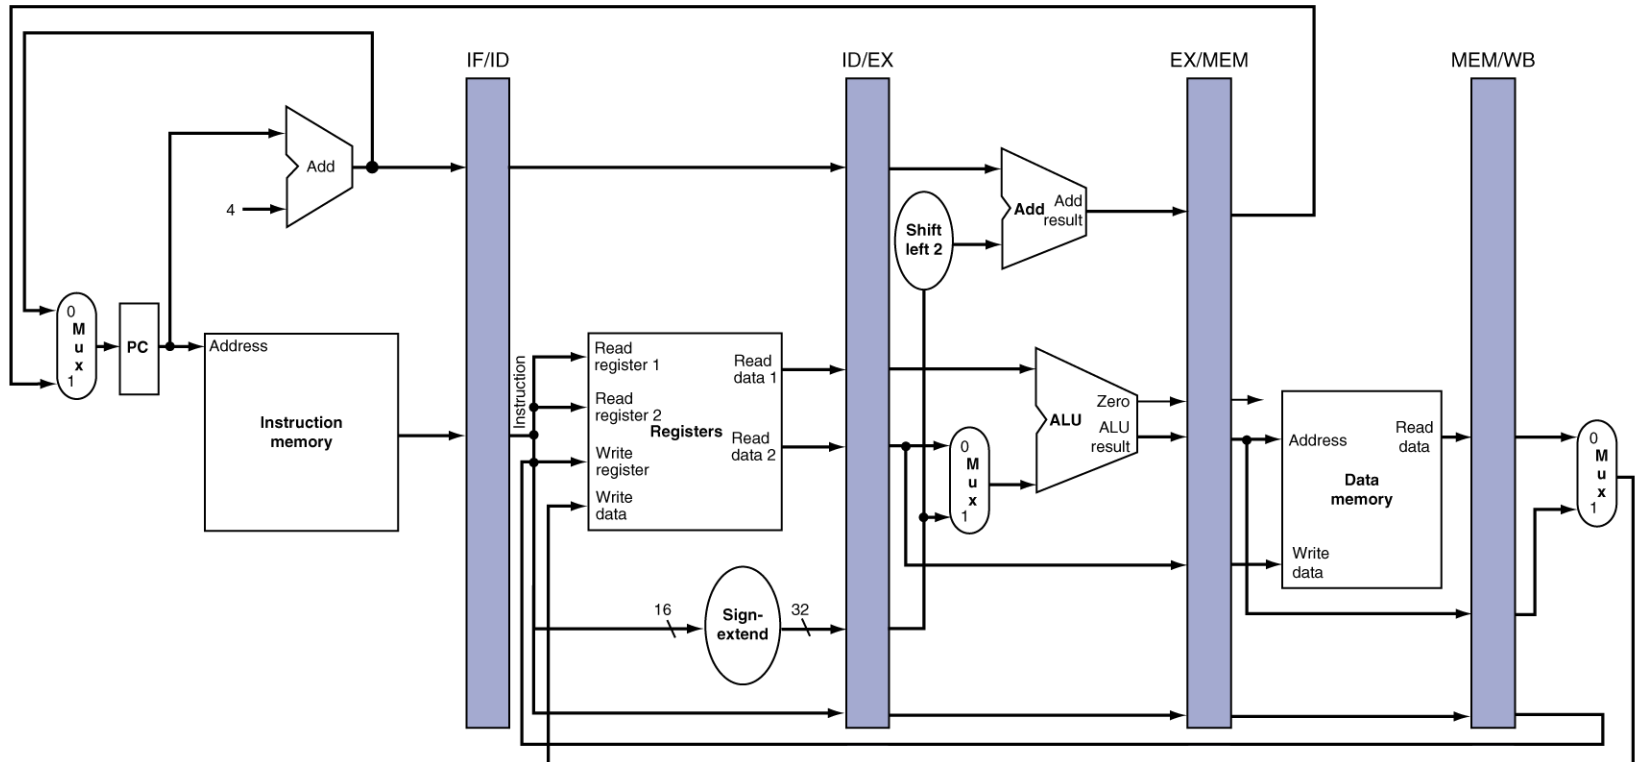 IF/ID
ID/EX
EX/MEM
MEM/WB
Add
4
Add
Add
result
Shift
left 2
0
M
u
x
1
PC
Address
Instruction
memory
Instruction
Read
register 1
Read
register 2
Registers
Write
register
Write
data
Read
data 1
Read
data 2
0
M
u
x
1
Zero
ALU
ALU
result
Address
Read
data
Data
memory
Write
data
0
M
u
x
1
16
Sign-
extend
32